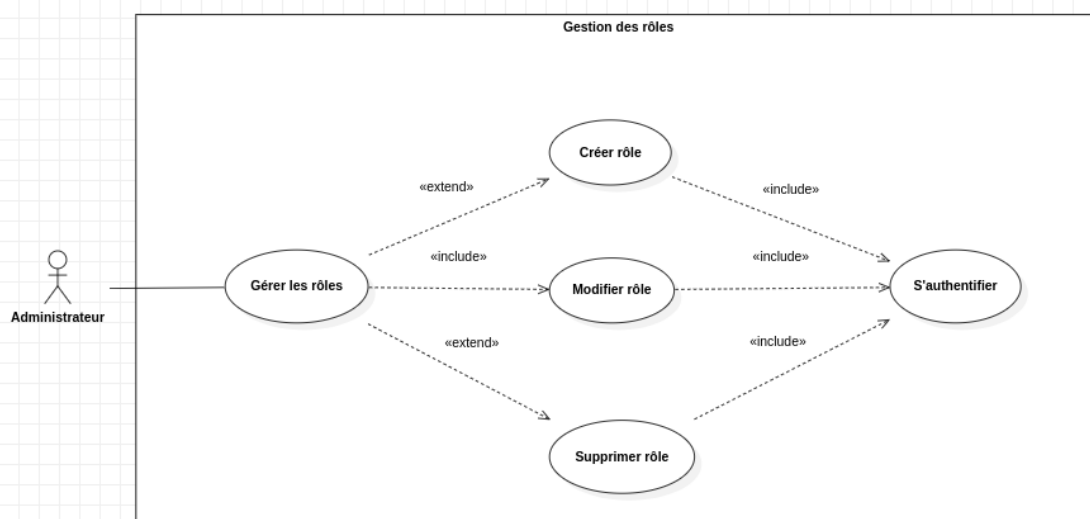 Gestion des rôles
Créer rôle
«extend»
«include»
«include»
«include»
Gérer les rôles
Modifier rôle
S'authentifier
Administrateur
«extend»
«include»
Supprimer rôle